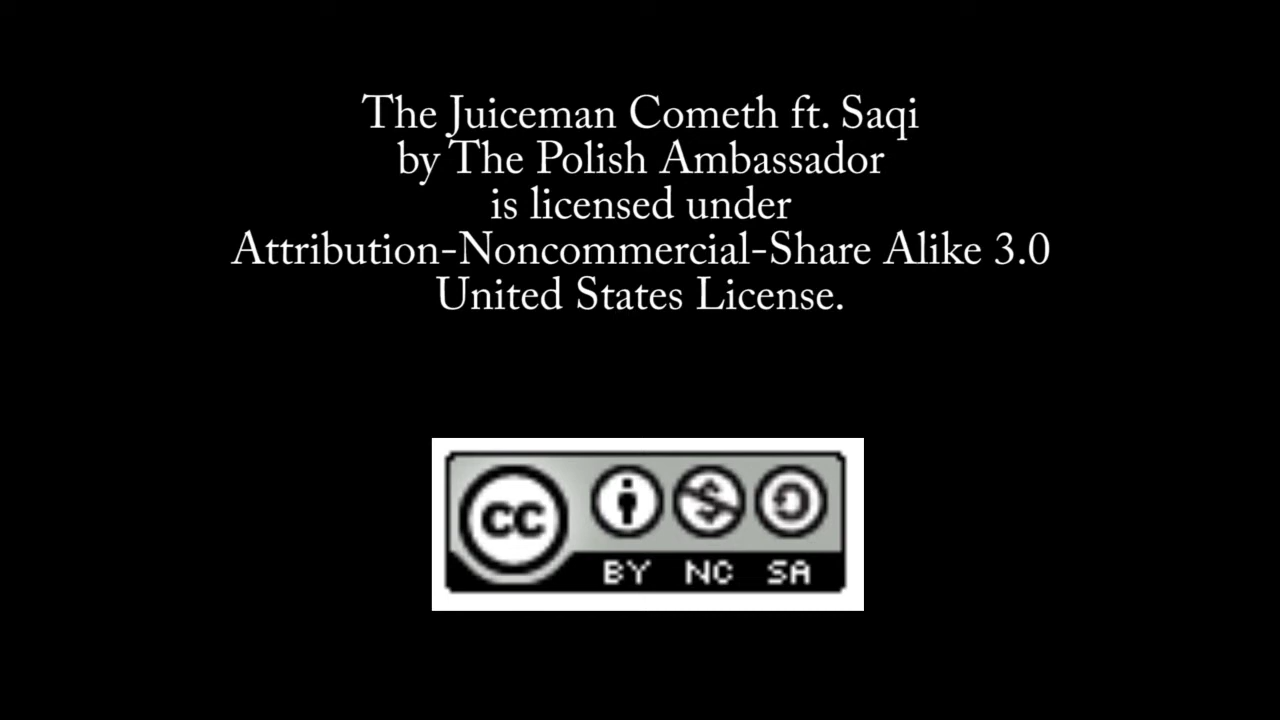 The Juiceman Cometh ft. Saqi
by The Polish Ambassador
is licensed under
Attribution-Noncommercial-Share Alike 3.0
United States License.
cc
BY NC SA